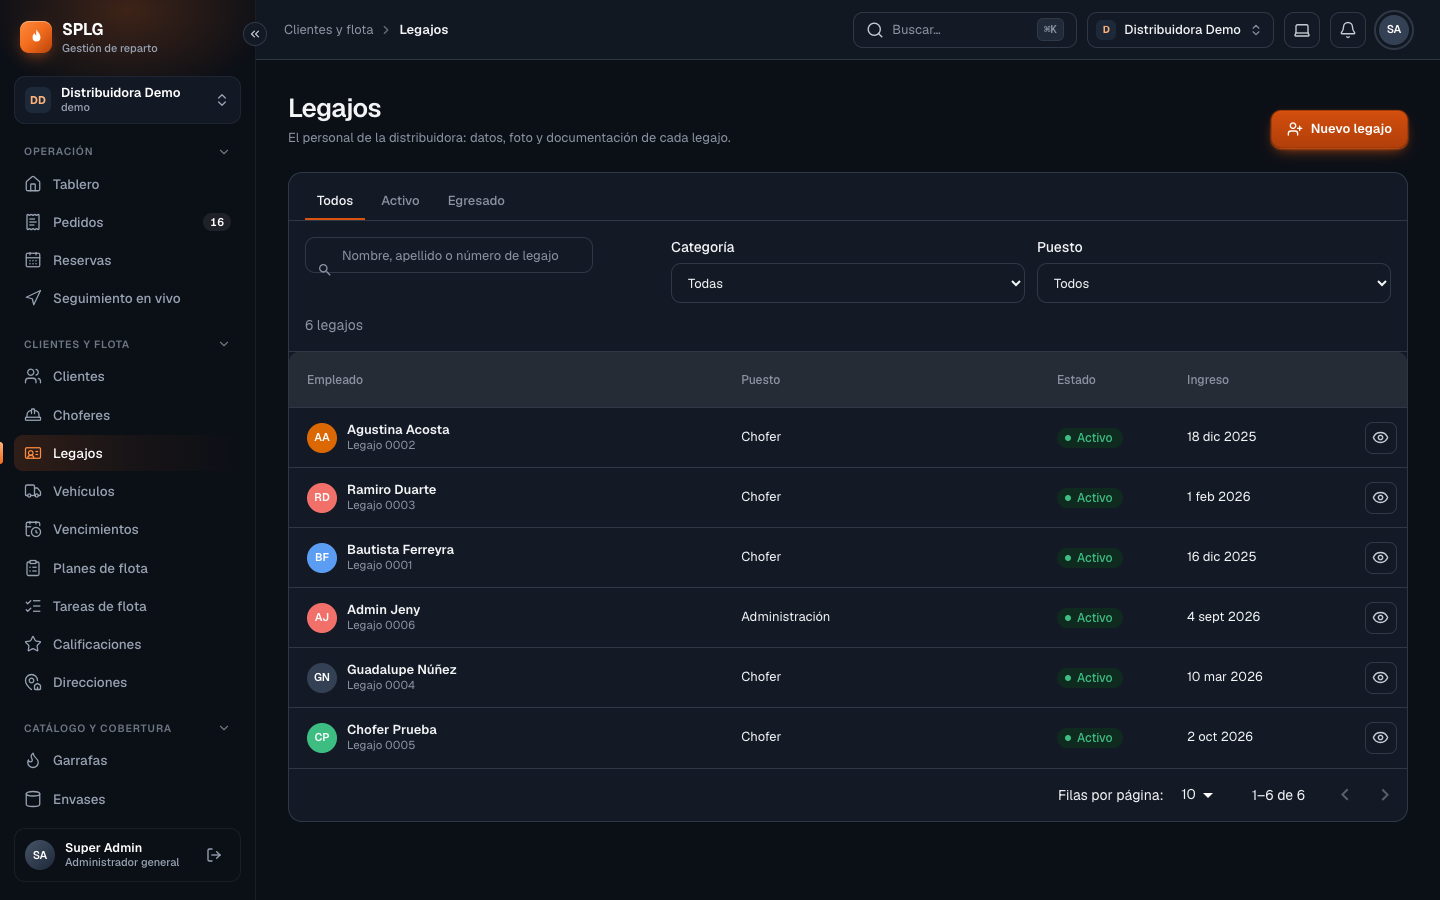 SPLG
Gestión de reparto
Clientes y flota > Legajos
Buscar... ⌘K
D Distribuidora Demo
SA
DD Distribuidora Demo
demo
OPERACIÓN
Tablero
Pedidos 16
Reservas
Seguimiento en vivo
CLIENTES Y FLOTA
Clientes
Choferes
Legajos
Vehículos
Vencimientos
Planes de flota
Tareas de flota
Calificaciones
Direcciones
CATÁLOGO Y COBERTURA
Garrafas
Envases
SA Super Admin
Administrador general
Legajos
El personal de la distribuidora: datos, foto y documentación de cada legajo.
Nuevo legajo
Todos Activo Egresado
Nombre, apellido o número de legajo
Categoría
Todas
Puesto
Todos
6 legajos
Empleado Puesto Estado Ingreso
AA Agustina Acosta
Legajo 0002
Chofer Activo 18 dic 2025
RD Ramiro Duarte
Legajo 0003
Chofer Activo 1 feb 2026
BF Bautista Ferreyra
Legajo 0001
Chofer Activo 16 dic 2025
AJ Admin Jeny
Legajo 0006
Administración Activo 4 sept 2026
GN Guadalupe Núñez
Legajo 0004
Chofer Activo 10 mar 2026
CP Chofer Prueba
Legajo 0005
Chofer Activo 2 oct 2026
Filas por página: 10 1–6 de 6